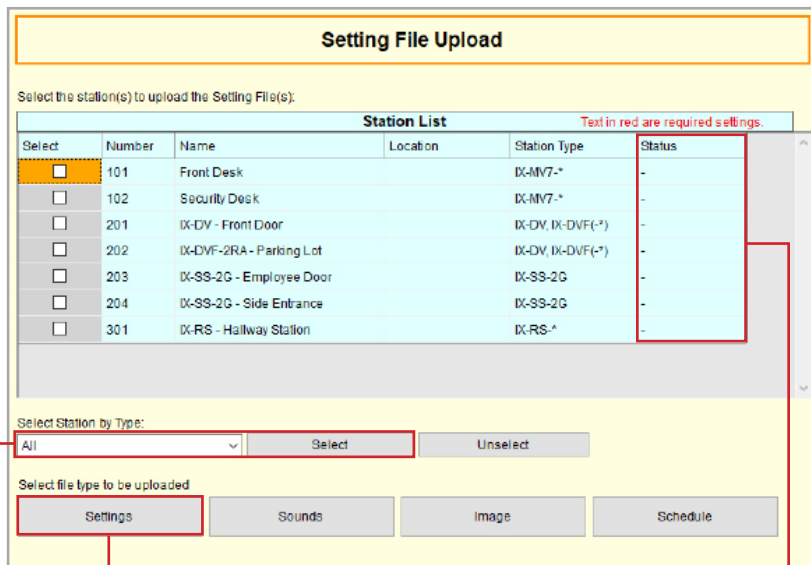 Setting File Upload
Select the station(s) to upload the Setting File(s):
Station List Text in red are required settings.
Select Number Name Location Station Type Status
101 Front Desk IX-MV7-* -
102 Security Desk IX-MV7-* -
201 IX-DV - Front Door IX-DV, IX-DVF(-*) -
202 IX-DVF-2RA - Parking Lot IX-DV, IX-DVF(-*) -
203 IX-SS-2G - Employee Door IX-SS-2G -
204 IX-SS-2G - Side Entrance IX-SS-2G -
301 IX-RS - Hallway Station IX-RS-* -
Select Station by Type:
All Select Unselect
Select file type to be uploaded
Settings Sounds Image Schedule